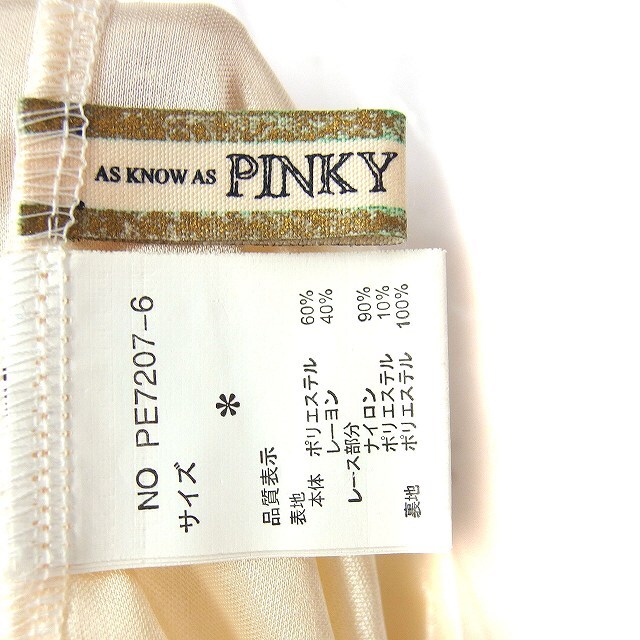 AS KNOW AS PINKY
NO PE7207-6
サイズ *
品質表示
表地
本体 ポリエステル 60%
レーヨン 40%
レース部分
ナイロン 90%
ポリエステル 10%
裏地 ポリエステル 100%